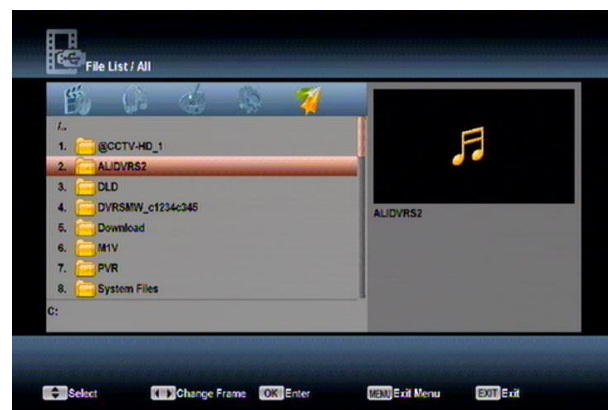 File List / All
/..
1. @CCTV-HD_1
2. ALIDVRS2
3. DLD
4. DVRSMW_c1234c345
5. Download
6. M1V
7. PVR
8. System Files
ALIDVRS2
C:
Select
Change Frame
OK Enter
MENU Exit Menu
EXIT Exit